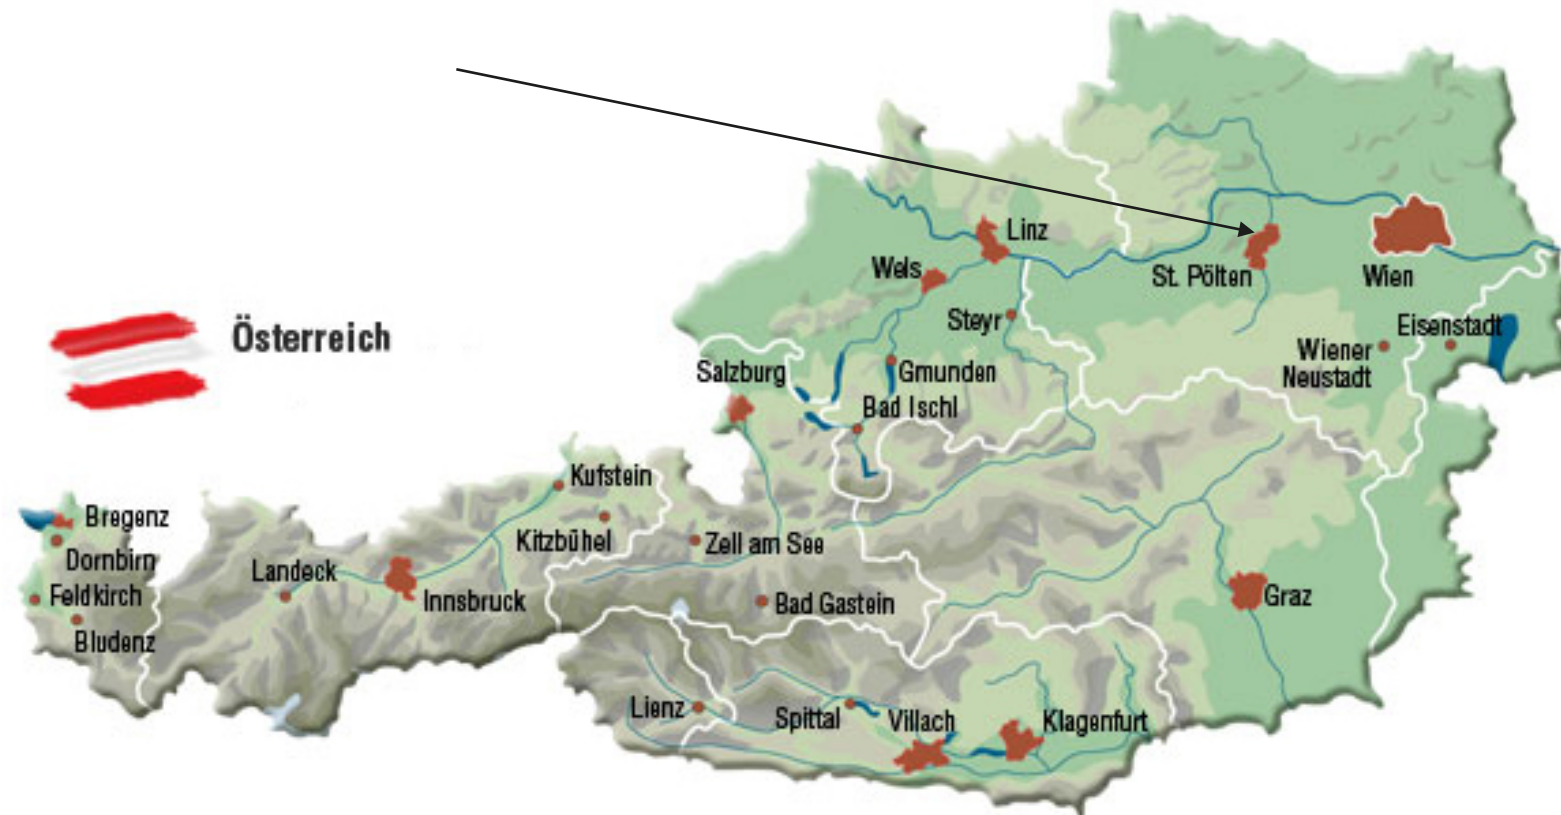 Linz
Wels
St. Pölten
Wien
Steyr
Eisenstadt
Österreich
Wiener
Neustadt
Salzburg
Gmunden
Bad Ischl
Kufstein
Bregenz
Kitzbühel
Zell am See
Dornbirn
Landeck
Feldkirch
Innsbruck
Bad Gastein
Graz
Bludenz
Lienz
Spittal
Villach
Klagenfurt